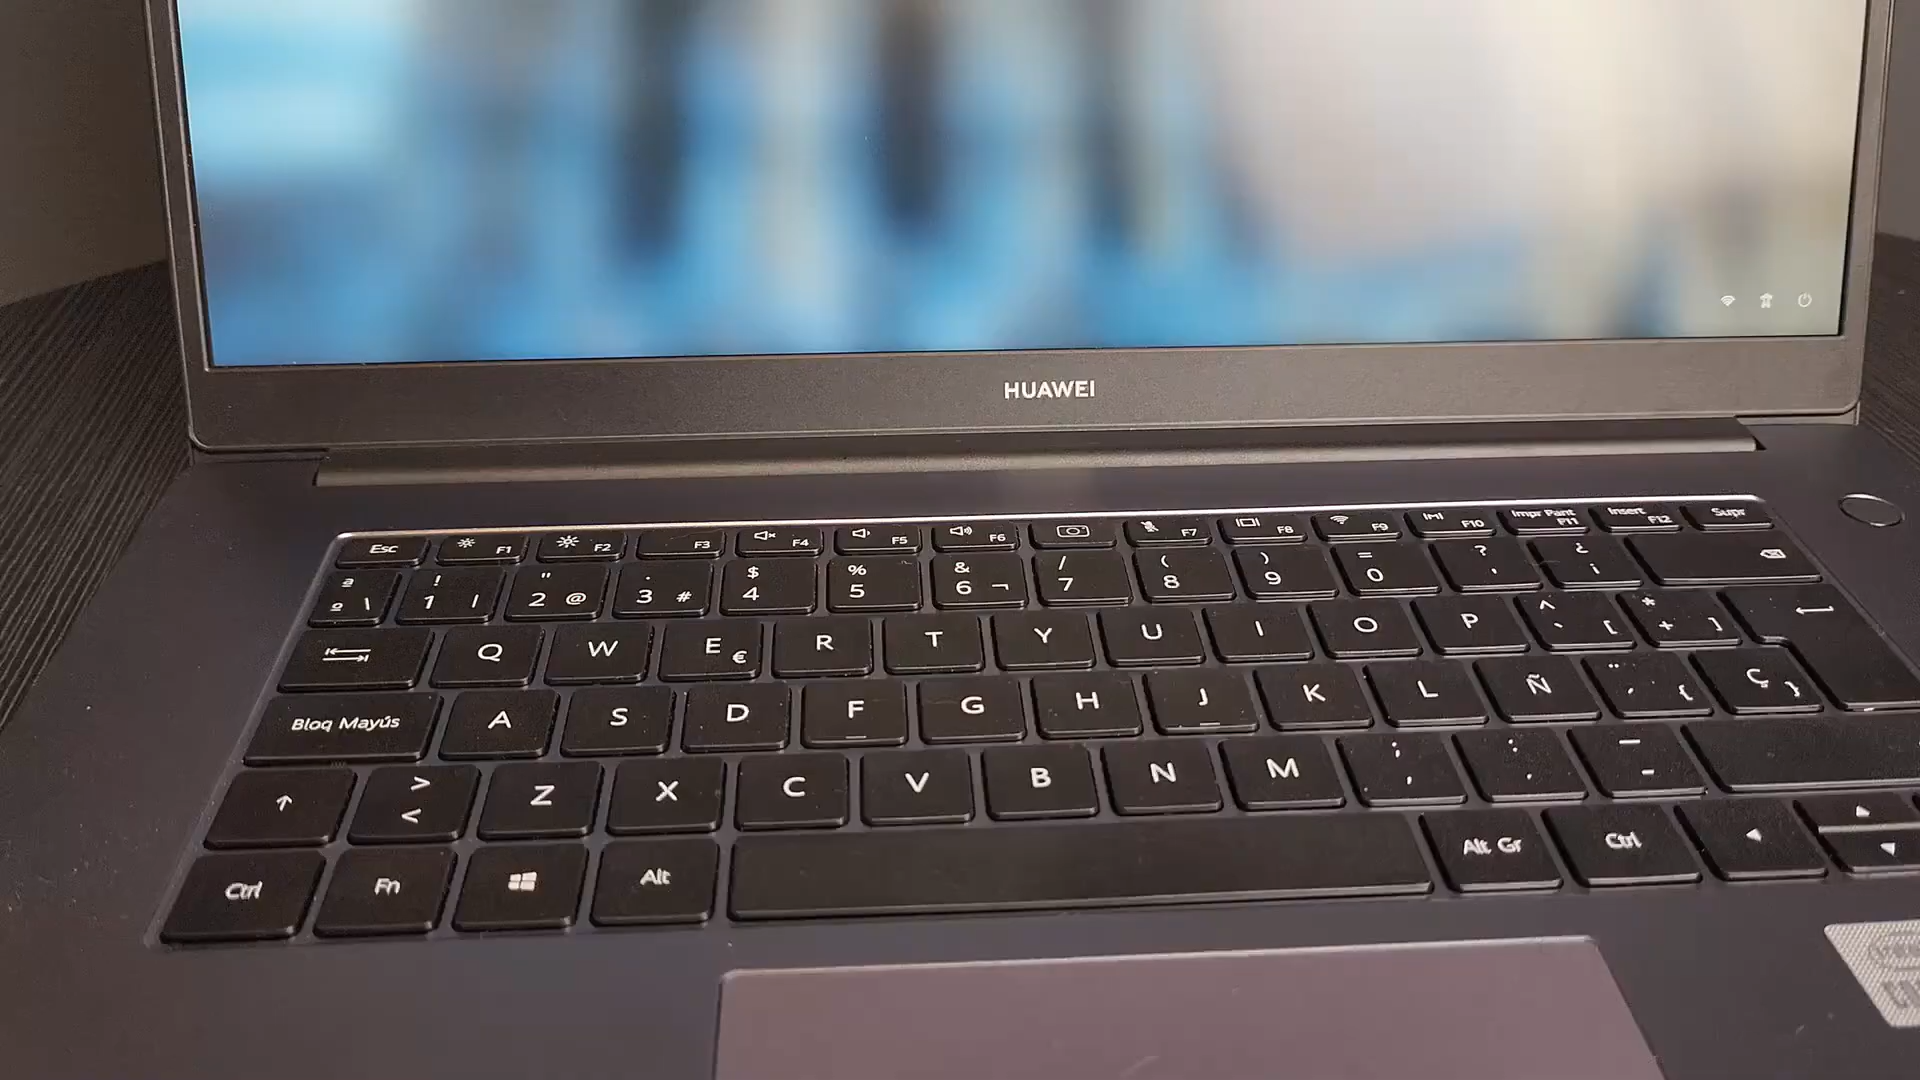 HUAWEI
Esc F1 F2 F3 F4 F5 F6 F7 F8 F9 F10 Impr Pant F11 Insert F12 Supr
ª º \ ! 1 | " 2 @ · 3 # $ 4 % 5 & 6 ¬ / 7 ( 8 ) 9 = 0 ? ' ¿ ¡
Q W E € R T Y U I O P ^ ` [ * + ]
Bloq Mayús A S D F G H J K L Ñ ¨ ´ { Ç }
> < Z X C V B N M ; , : . _ -
Ctrl Fn Alt Alt Gr Ctrl